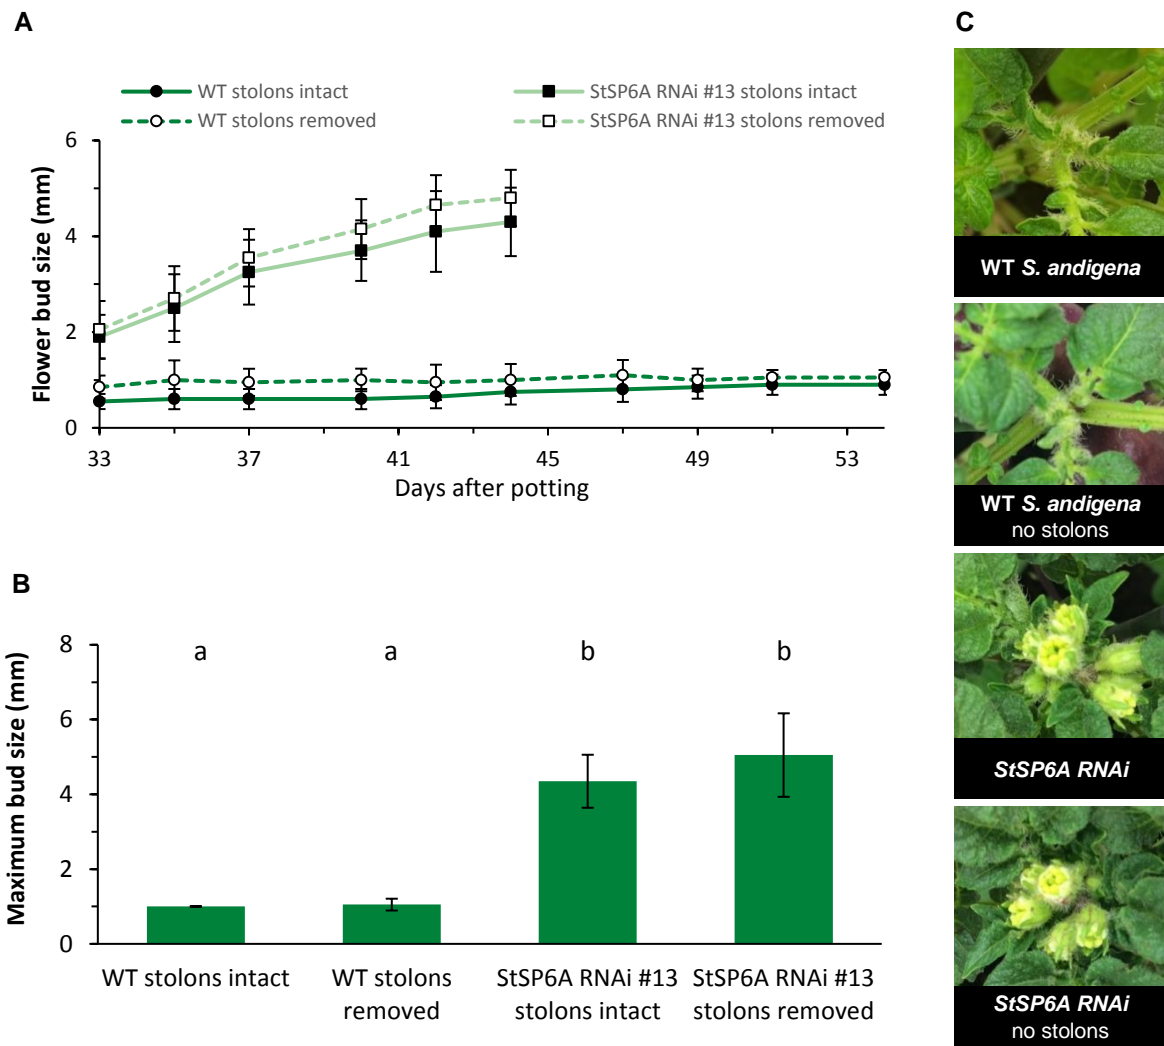 A
WT stolons intact
StSP6A RNAi #13 stolons intact
WT stolons removed
StSP6A RNAi #13 stolons removed
Flower bud size (mm)
6
4
2
0
33 37 41 45 49 53
Days after potting
B
Maximum bud size (mm)
8
6
4
2
0
a a b b
WT stolons intact
WT stolons
removed
StSP6A RNAi #13
stolons intact
StSP6A RNAi #13
stolons removed
C
WT S. andigena
WT S. andigena
no stolons
StSP6A RNAi
StSP6A RNAi
no stolons